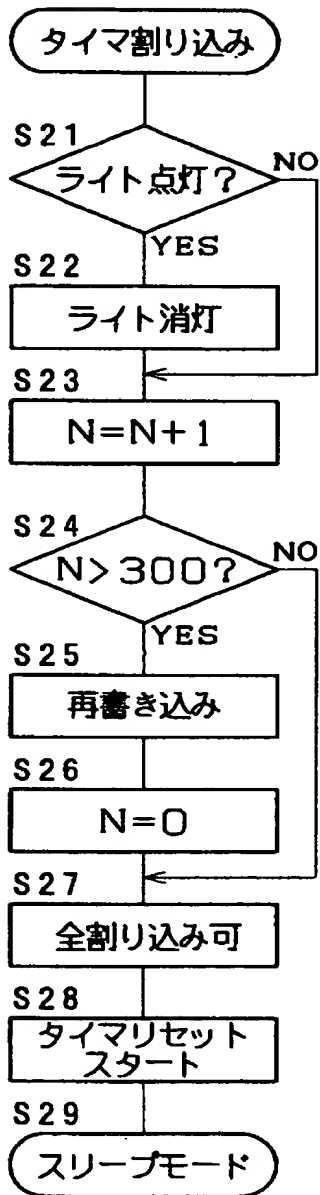 タイマ割り込み
S21
ライト点灯？
NO
YES
S22
ライト消灯
S23
N=N+1
S24
N>300?
NO
YES
S25
再書き込み
S26
N=0
S27
全割り込み可
S28
タイマリセット
スタート
S29
スリープモード